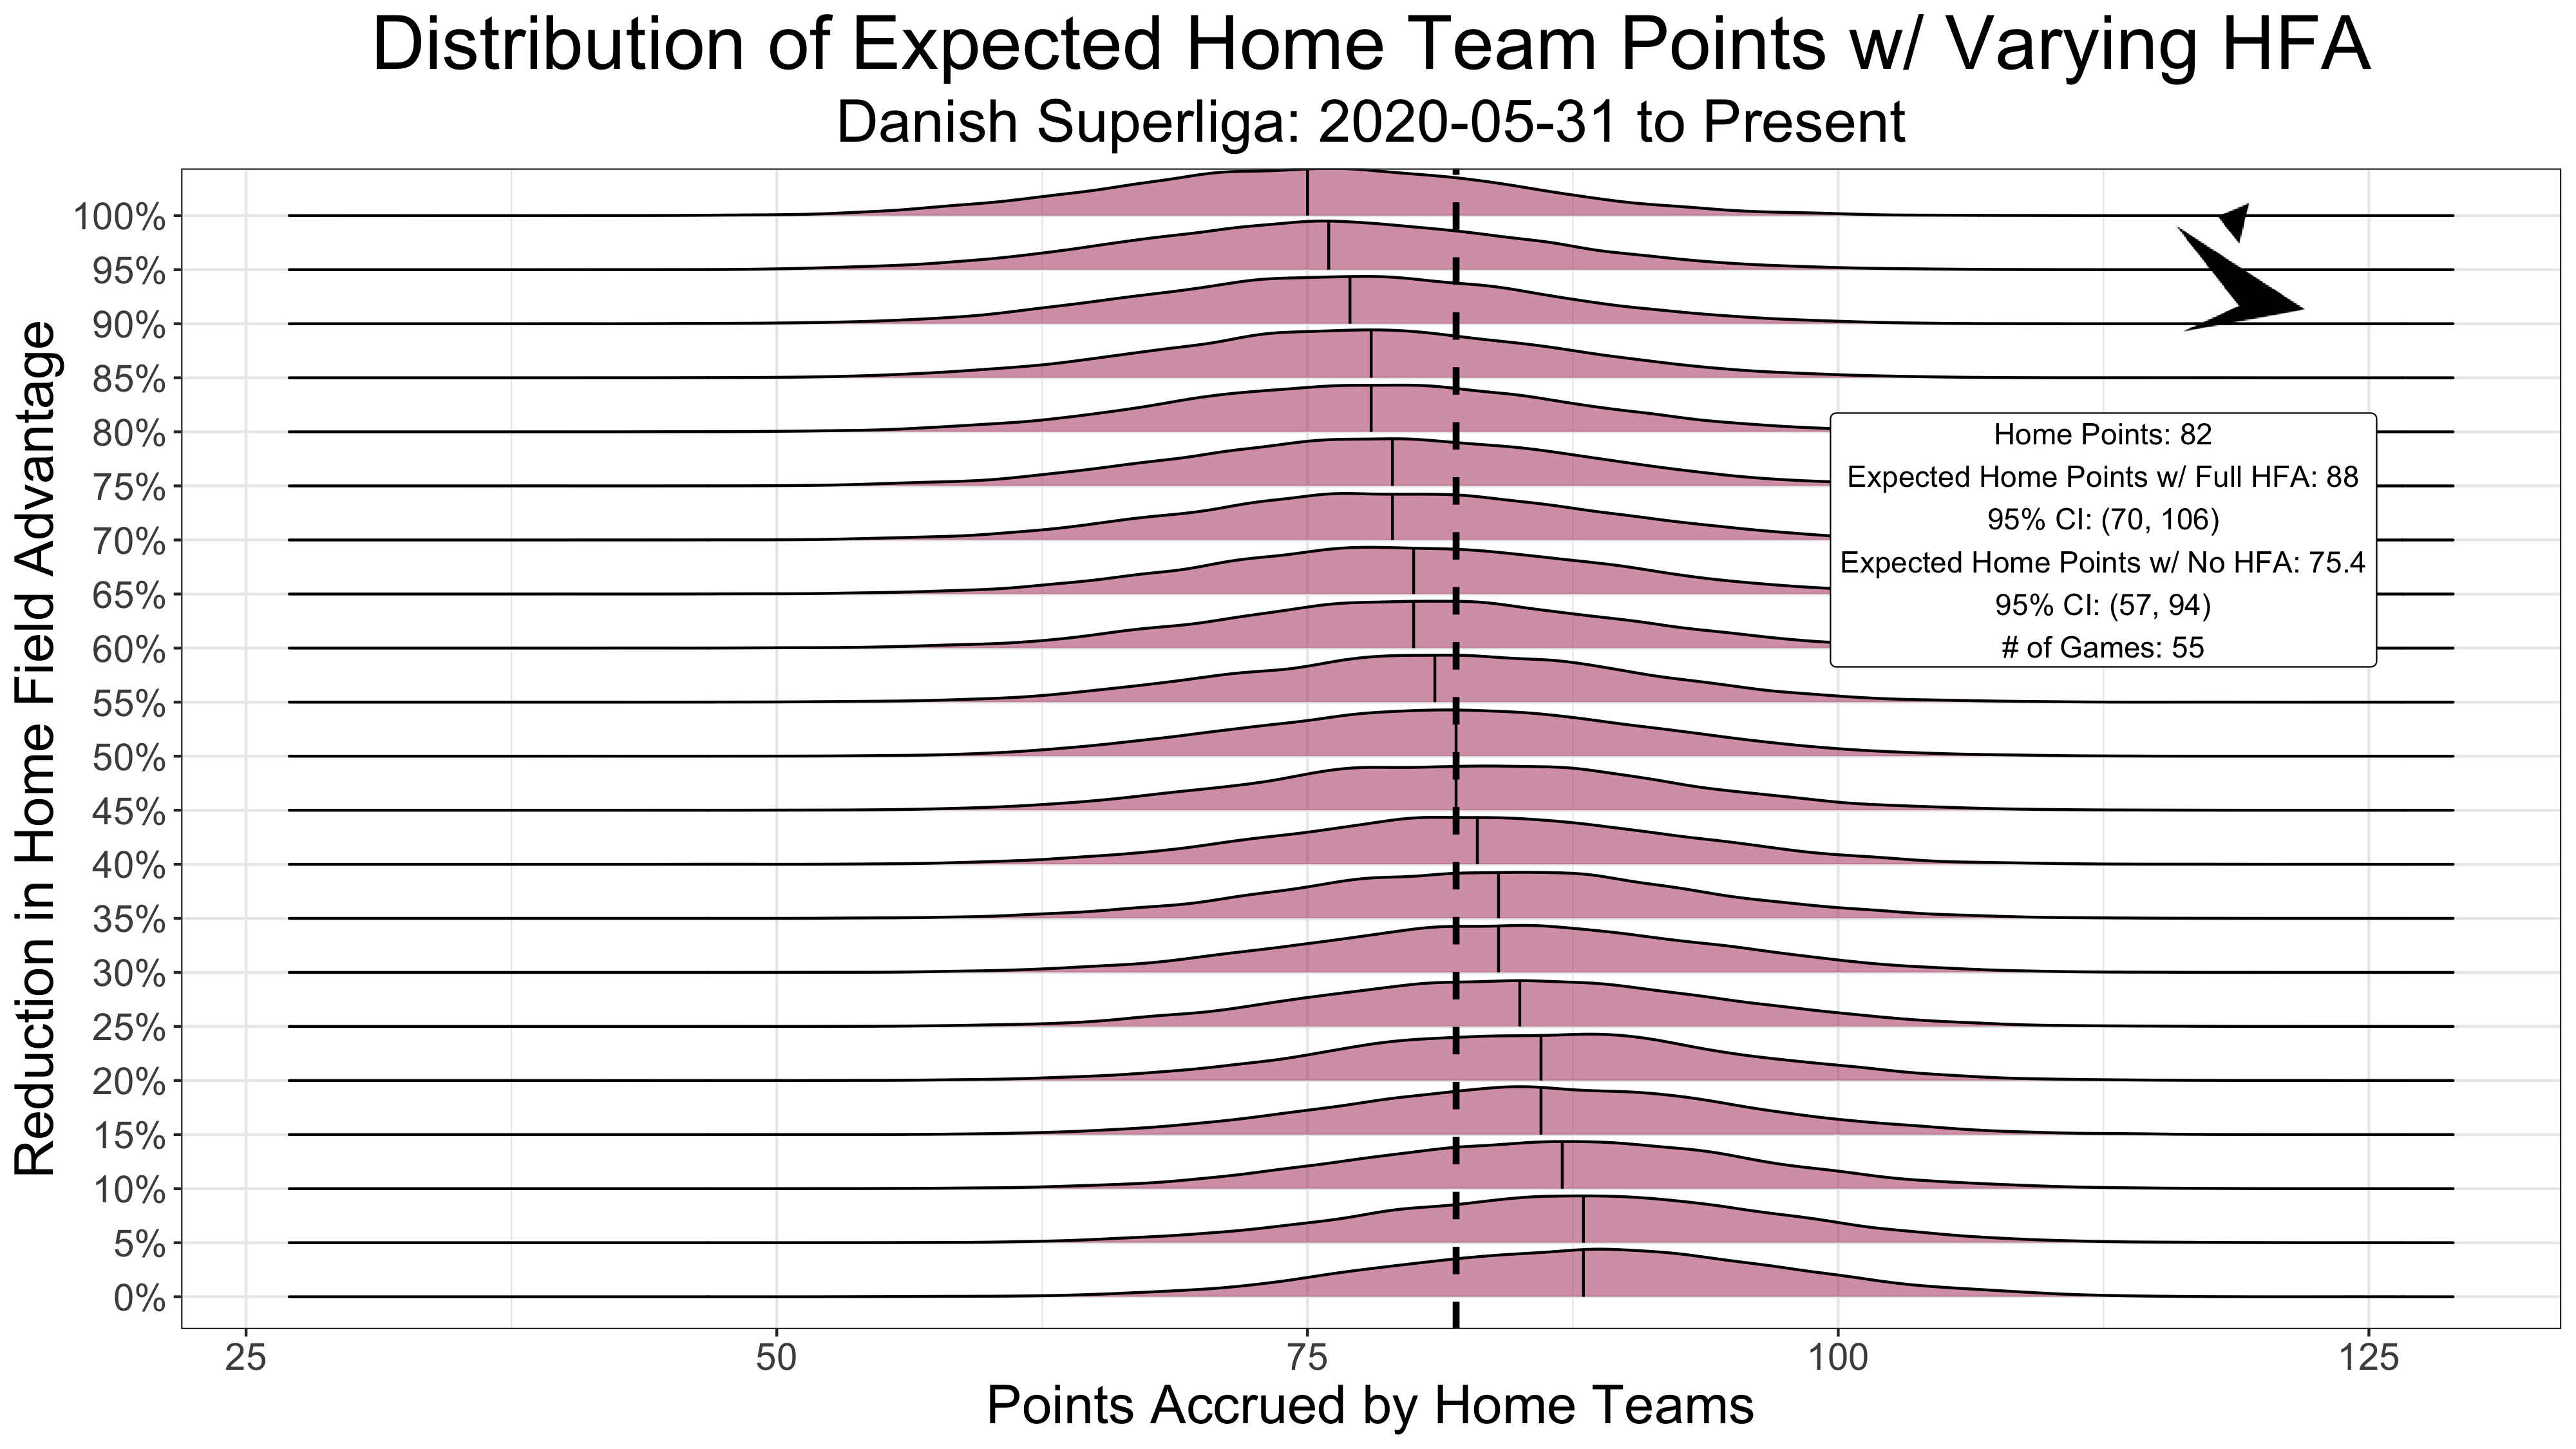 Distribution of Expected Home Team Points w/ Varying HFA
Danish Superliga: 2020-05-31 to Present
Reduction in Home Field Advantage
100%
95%
90%
85%
80%
75%
70%
65%
60%
55%
50%
45%
40%
35%
30%
25%
20%
15%
10%
5%
0%
Home Points: 82
Expected Home Points w/ Full HFA: 88
95% CI: (70, 106)
Expected Home Points w/ No HFA: 75.4
95% CI: (57, 94)
# of Games: 55
25 50 75 100 125
Points Accrued by Home Teams